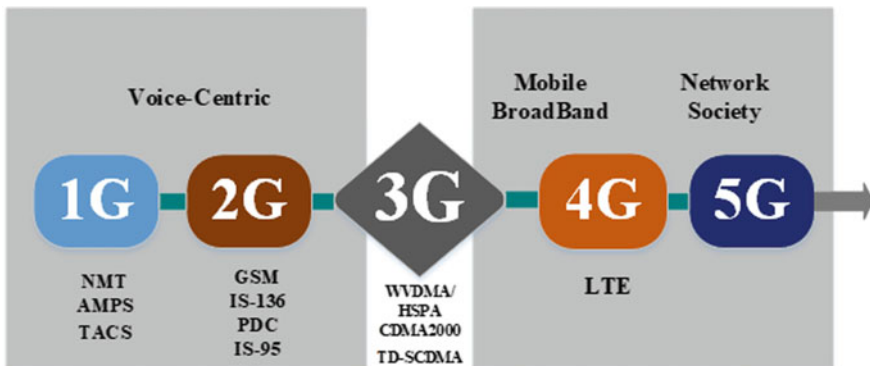 Voice-Centric
Mobile
BroadBand
Network
Society
1G
2G
3G
4G
5G
NMT
AMPS
TACS
GSM
IS-136
PDC
IS-95
WVDMA/
HSPA
CDMA2000
TD-SCDMA
LTE